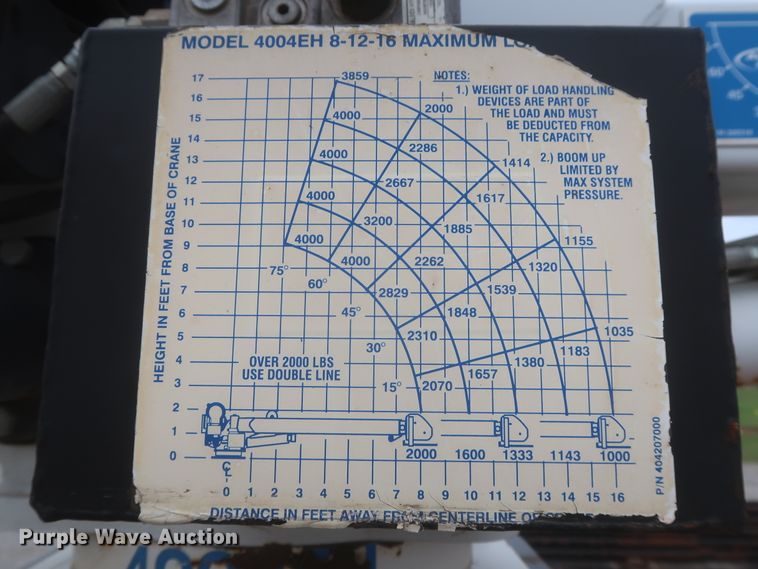 MODEL 4004EH 8-12-16 MAXIMUM
NOTES:
1.) WEIGHT OF LOAD HANDLING
DEVICES ARE PART OF
THE LOAD AND MUST
BE DEDUCTED FROM
THE CAPACITY.
2.) BOOM UP
LIMITED BY
MAX SYSTEM
PRESSURE.
HEIGHT IN FEET FROM BASE OF CRANE
17
16
15
14
13
12
11
10
9
8
7
6
5
4
3
2
1
0
3859
2000
4000
2286
1414
4000
2667
1617
4000
3200
1885
1155
4000
4000
2262
1320
2829
1539
1848
2310
1035
1183
1380
1657
2070
75°
60°
45°
30°
15°
OVER 2000 LBS
USE DOUBLE LINE
2000 1600 1333 1143 1000
CL
0 1 2 3 4 5 6 7 8 9 10 11 12 13 14 15 16
DISTANCE IN FEET AWAY FROM CENTERLINE OF
P/N 404207000
Purple Wave Auction